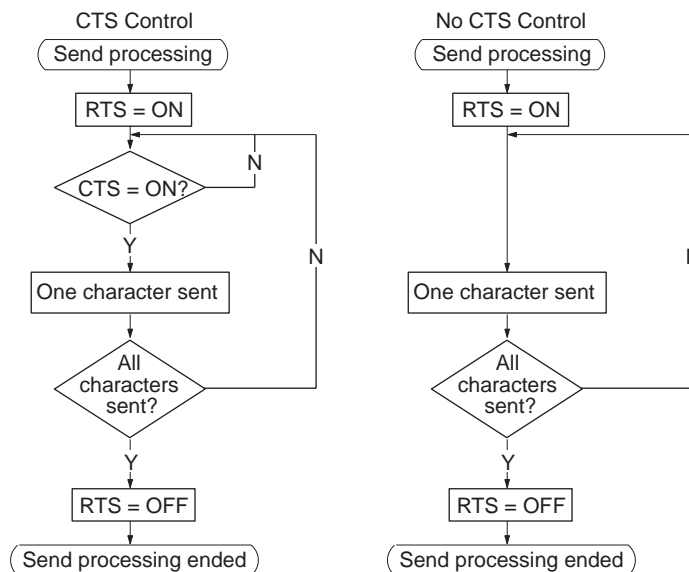 CTS Control
Send processing
RTS = ON
N
CTS = ON?
Y
N
One character sent
All
characters
sent?
Y
RTS = OFF
Send processing ended
No CTS Control
Send processing
RTS = ON
One character sent
All
characters
sent?
Y
RTS = OFF
Send processing ended